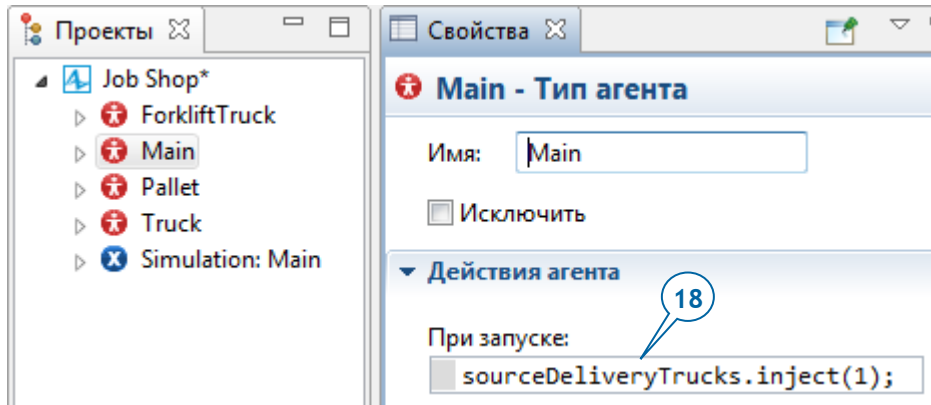 Проекты
Job Shop*
ForkliftTruck
Main
Pallet
Truck
Simulation: Main
Свойства
Main - Тип агента
Имя: Main
Исключить
Действия агента
18
При запуске:
sourceDeliveryTrucks.inject(1);